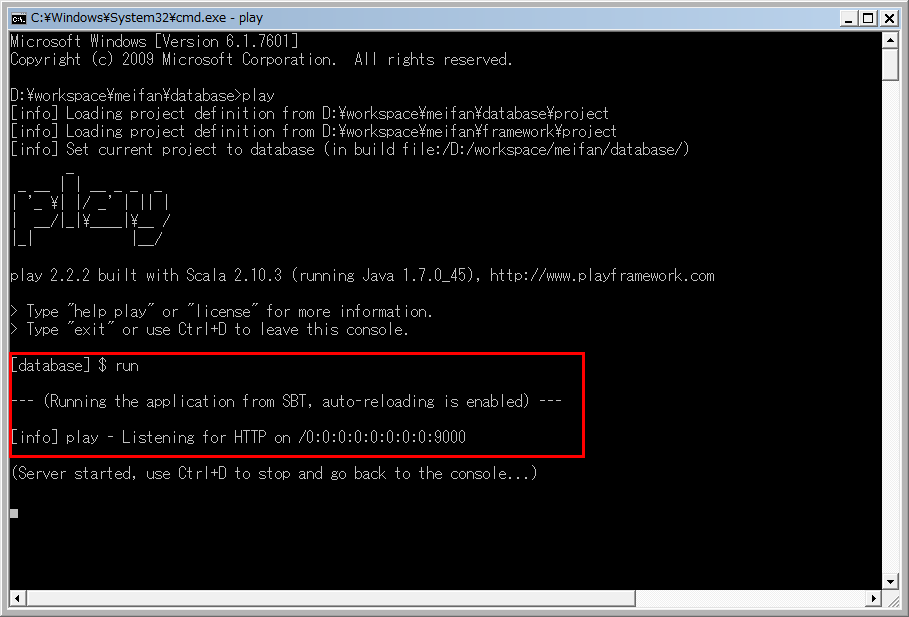 C:¥Windows¥System32¥cmd.exe - play
Microsoft Windows [Version 6.1.7601]
Copyright (c) 2009 Microsoft Corporation.  All rights reserved.
D:¥workspace¥meifan¥database>play
[info] Loading project definition from D:¥workspace¥meifan¥database¥project
[info] Loading project definition from D:¥workspace¥meifan¥framework¥project
[info] Set current project to database (in build file:/D:/workspace/meifan/database/)
       _
 _ __ | | __ _ _  _
| '_ ¥| |/ _' | || |
|  __/|_|¥____|¥__ /
|_|            |__/
play 2.2.2 built with Scala 2.10.3 (running Java 1.7.0_45), http://www.playframework.com
> Type "help play" or "license" for more information.
> Type "exit" or use Ctrl+D to leave this console.
[database] $ run
--- (Running the application from SBT, auto-reloading is enabled) ---
[info] play - Listening for HTTP on /0:0:0:0:0:0:0:0:9000
(Server started, use Ctrl+D to stop and go back to the console...)